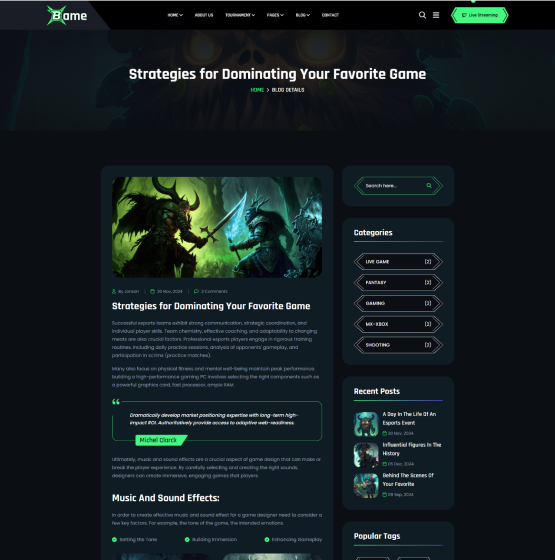 Bame
HOME ABOUT US TOURNAMENT PAGES BLOG CONTACT
Live Streaming
Strategies for Dominating Your Favorite Game
HOME > BLOG DETAILS
By Jonson
30 Nov, 2024
3 Comments
Strategies for Dominating Your Favorite Game
Successful esports teams exhibit strong communication, strategic coordination, and
individual player skills. Team chemistry, effective coaching, and adaptability to changing
meta are also crucial factors. Professional esports players engage in rigorous training
routines, including daily practice sessions, analysis of opponents' gameplay, and
participation in scrims (practice matches).
Many also focus on physical fitness and mental well-being maintain peak performance
building a high-performance gaming PC involves selecting the right components such as
a powerful graphics card, fast processor, ample RAM.
Dramatically develop market positioning expertise with long-term high-
impact ROI. Authoritatively provide access to adaptive web-readiness.
Michel Clarck
Ultimately, music and sound effects are a crucial aspect of game design that can make or
break the player experience. By carefully selecting and creating the right sounds,
designers can create immersive, engaging games that players.
Music And Sound Effects:
In order to create effective music and sound effect for a game designer need to consider a
few key factors. For example, the tone of the game, the intended emotions.
Setting the Tone
Building Immersion
Enhancing Gameplay
Search here...
Categories
LIVE GAME (2)
FANTASY (2)
GAMING (2)
MX-XBOX (2)
SHOOTING (2)
Recent Posts
A Day In The Life Of An
Esports Event
30 Nov, 2024
Influential Figures In The
History
05 Dec, 2024
Behind The Scenes Of
Your Favorite
09 Sep, 2024
Popular Tags